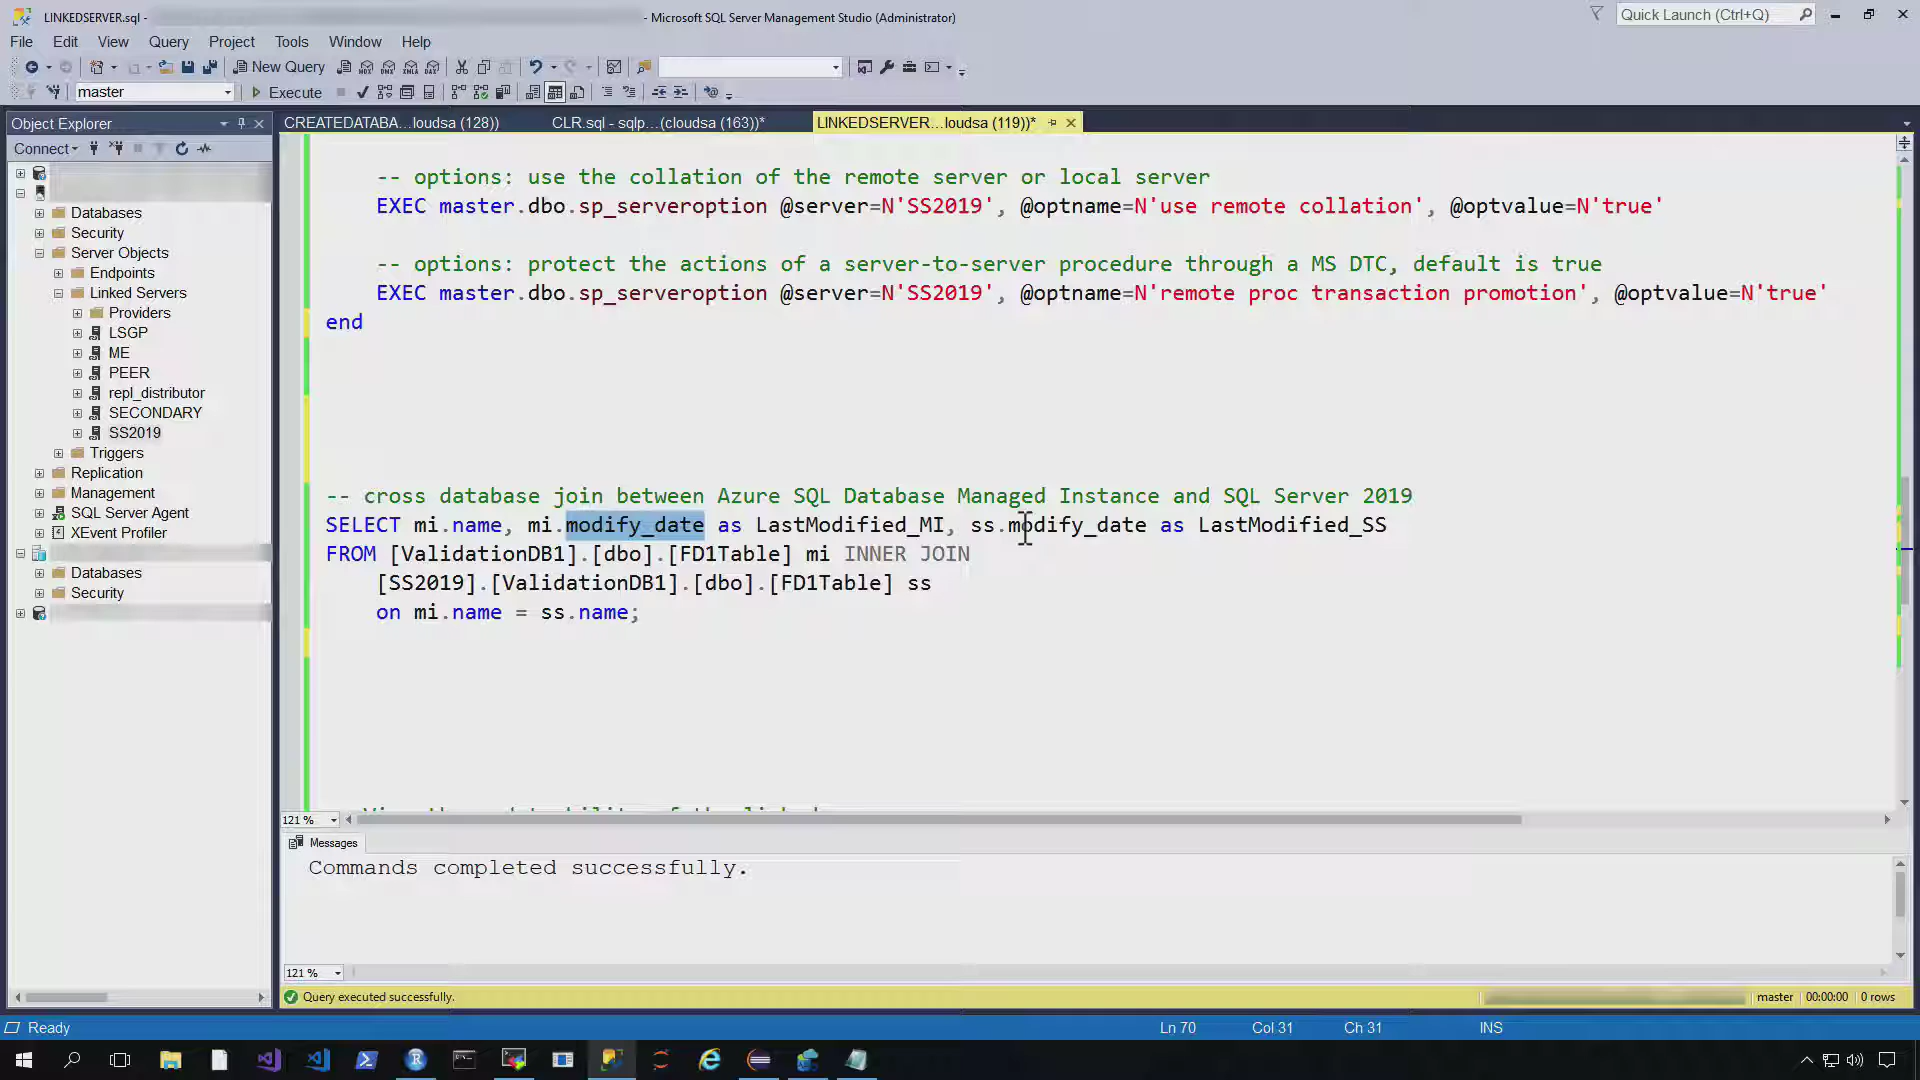 LINKEDSERVER.sql -
- Microsoft SQL Server Management Studio (Administrator)
Quick Launch (Ctrl+Q)
File Edit View Query Project Tools Window Help
New Query
master
Execute
Object Explorer
Connect
Databases
Security
Server Objects
Endpoints
Linked Servers
Providers
LSGP
ME
PEER
repl_distributor
SECONDARY
SS2019
Triggers
Replication
Management
SQL Server Agent
XEvent Profiler
Databases
Security
CREATEDATABA...loudsa (128))
CLR.sql - sqlp...(cloudsa (163))*
LINKEDSERVER...loudsa (119))*
-- options: use the collation of the remote server or local server
EXEC master.dbo.sp_serveroption @server=N'SS2019', @optname=N'use remote collation', @optvalue=N'true'
-- options: protect the actions of a server-to-server procedure through a MS DTC, default is true
EXEC master.dbo.sp_serveroption @server=N'SS2019', @optname=N'remote proc transaction promotion', @optvalue=N'true'
end
-- cross database join between Azure SQL Database Managed Instance and SQL Server 2019
SELECT mi.name, mi.modify_date as LastModified_MI, ss.modify_date as LastModified_SS
FROM [ValidationDB1].[dbo].[FD1Table] mi INNER JOIN
[SS2019].[ValidationDB1].[dbo].[FD1Table] ss
on mi.name = ss.name;
121 %
Messages
Commands completed successfully.
121 %
Query executed successfully.
master 00:00:00 0 rows
Ready
Ln 70 Col 31 Ch 31 INS